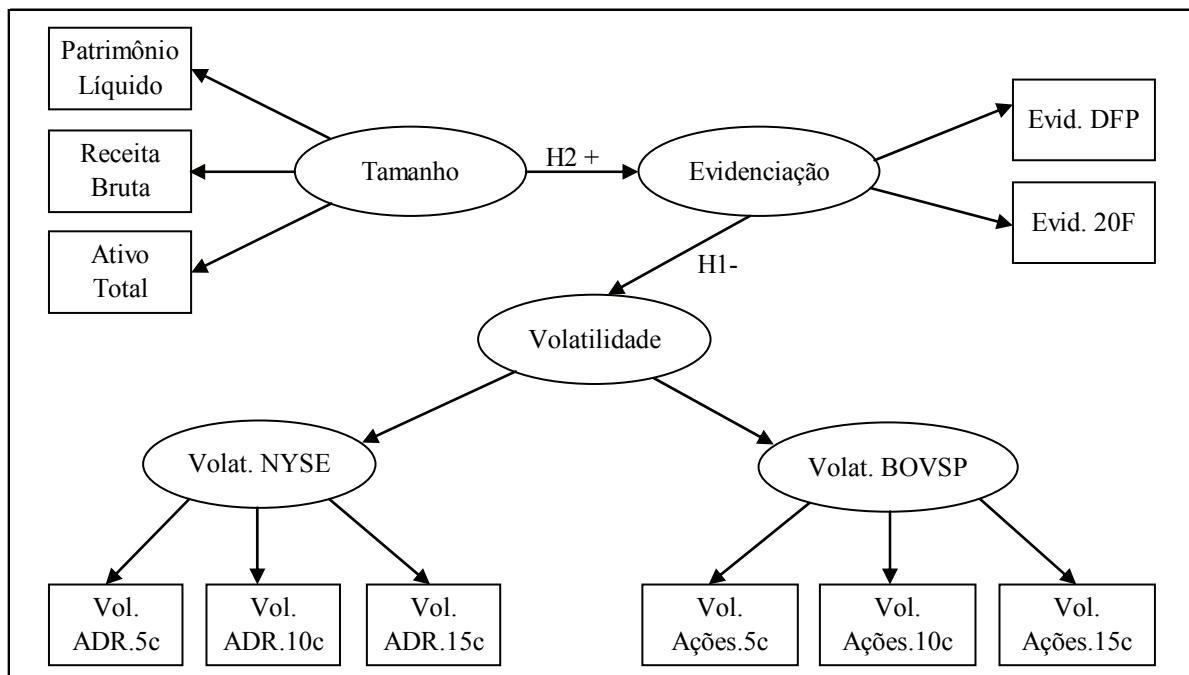 Patrimônio
Líquido
Receita
Bruta
Ativo
Total
Tamanho
H2 +
Evidenciação
Evid. DFP
Evid. 20F
H1-
Volatilidade
Volat. NYSE
Volat. BOVSP
Vol.
ADR.5c
Vol.
ADR.10c
Vol.
ADR.15c
Vol.
Ações.5c
Vol.
Ações.10c
Vol.
Ações.15c